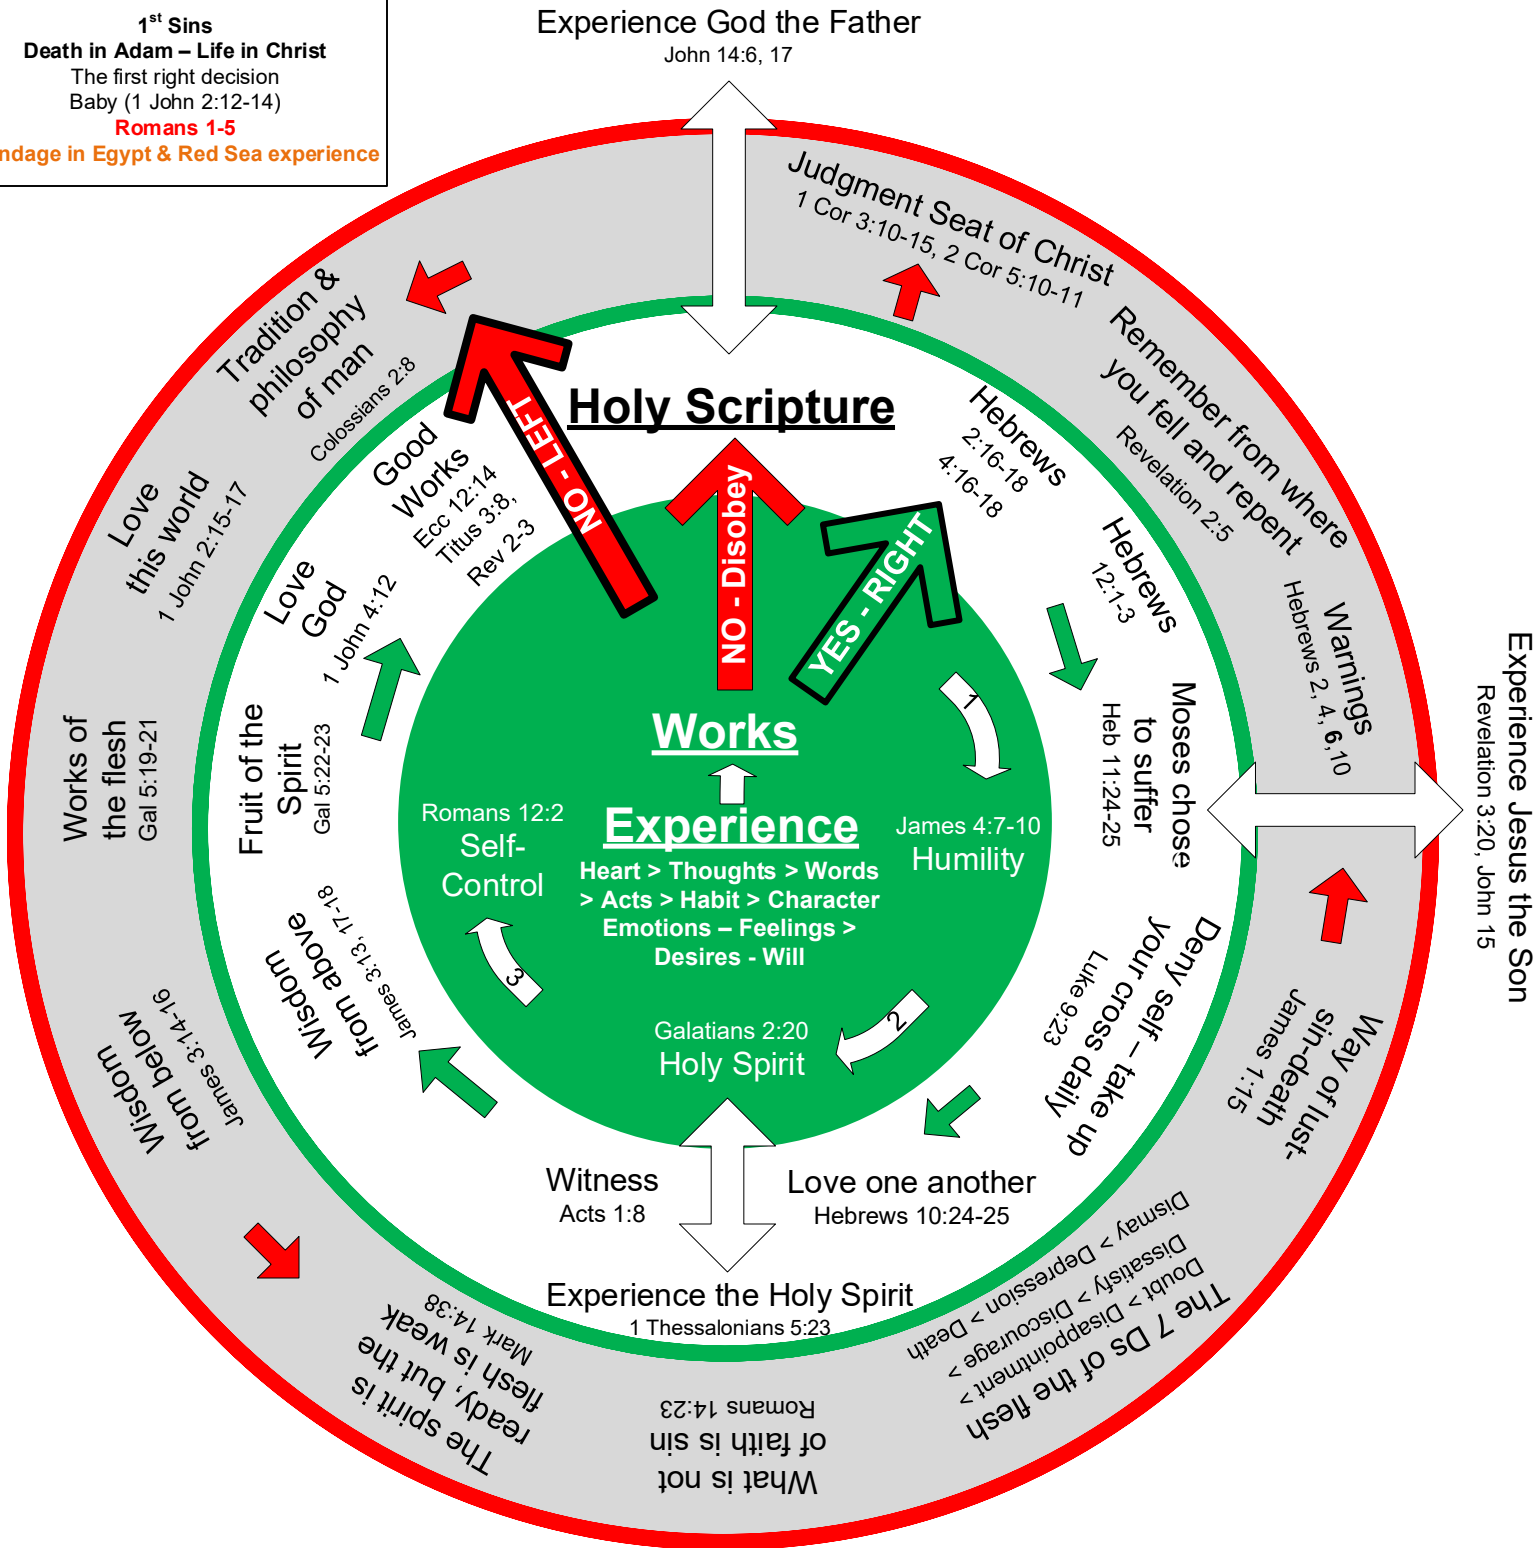 1st Sins
Death in Adam – Life in Christ
The first right decision
Baby (1 John 2:12-14)
Romans 1-5
ndage in Egypt & Red Sea experience
Experience God the Father
John 14:6, 17
Judgment Seat of Christ
1 Cor 3:10-15, 2 Cor 5:10-11
Remember from where
you fell and repent
Revelation 2:5
Warnings
Hebrews 2, 4, 6,10
Experience Jesus the Son
Revelation 3:20, John 15
Way of lust-
sin-death
James 1:15
The 7 Ds of the flesh
Doubt > Disappointment >
Dissatisfy > Discourage >
Dismay > Depression > Death
What is not
of faith is sin
Romans 14:23
The spirit is
ready, but the
flesh is weak
Mark 14:38
Wisdom
from below
James 3:14-16
Works of
the flesh
Gal 5:19-21
Love
this world
1 John 2:15-17
Tradition &
philosophy
of man
Colossians 2:8
Holy Scripture
Hebrews
2:16-18
4:16-18
Hebrews
12:1-3
Moses chose
to suffer
Heb 11:24-25
Deny self – take up
your cross daily
Luke 9:23
Love one another
Hebrews 10:24-25
Experience the Holy Spirit
1 Thessalonians 5:23
Witness
Acts 1:8
Wisdom
from above
James 3:13, 17-18
Fruit of the
Spirit
Gal 5:22-23
Love
God
1 John 4:12
Good
Works
Ecc 12:14
Titus 3:8,
Rev 2-3
NO - LEFT
NO - Disobey
YES - RIGHT
Works
Experience
Heart > Thoughts > Words
> Acts > Habit > Character
Emotions – Feelings >
Desires - Will
1
James 4:7-10
Humility
2
Galatians 2:20
Holy Spirit
3
Romans 12:2
Self-
Control